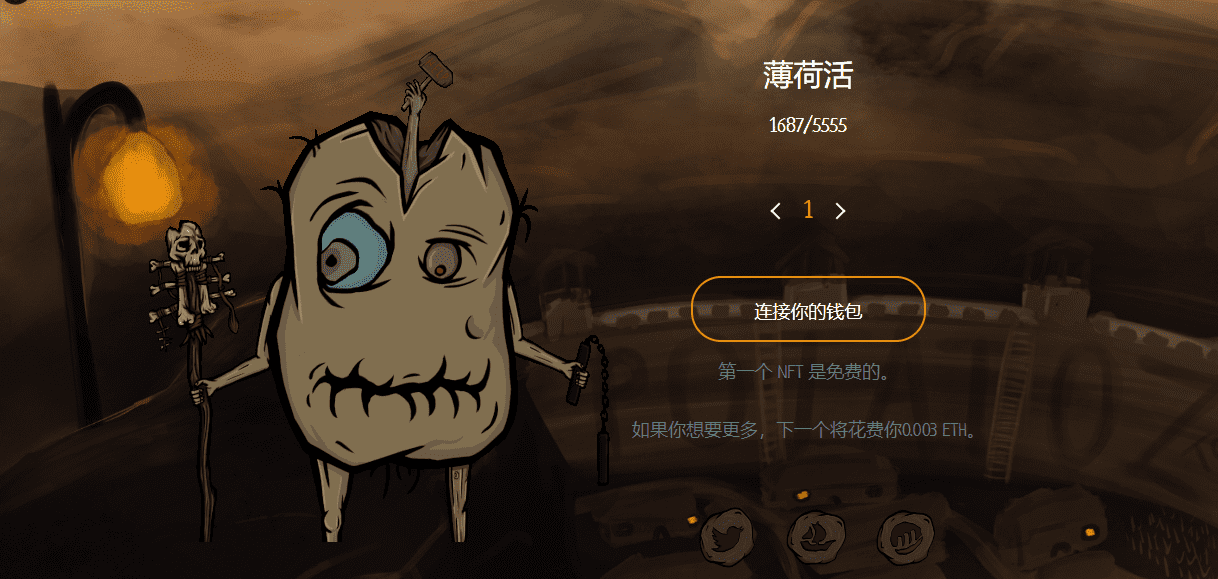 薄荷活
1687/5555
1
连接你的钱包
第一个 NFT 是免费的。
如果你想要更多，下一个将花费你0.003 ETH。